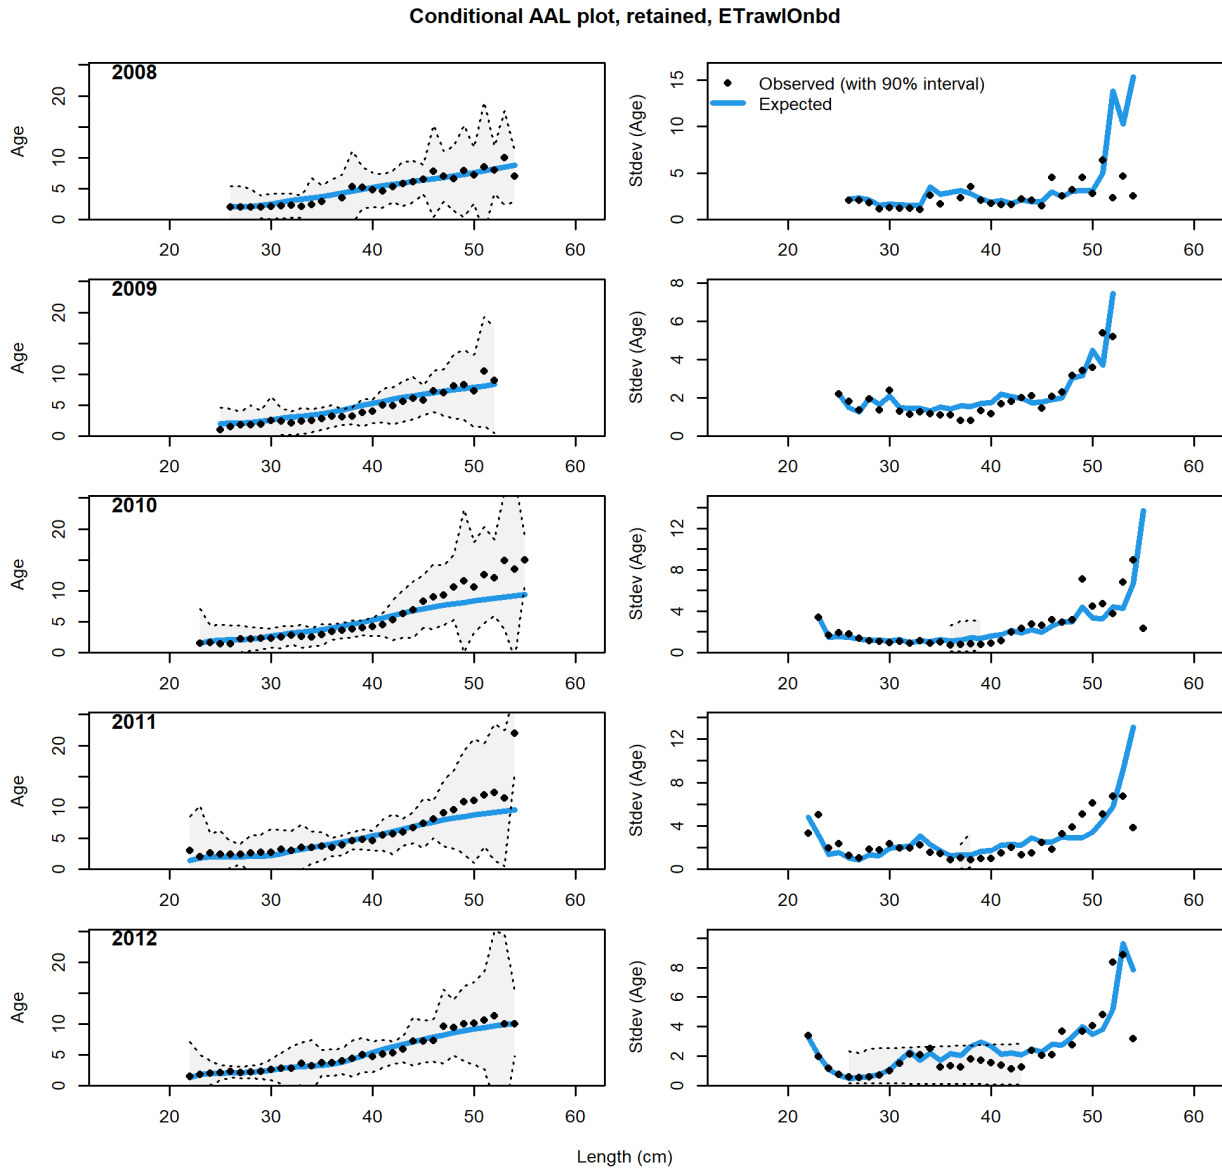 Conditional AAL plot, retained, ETrawlOnbd
2008
Age
0 5 10 20
20 30 40 50 60
Observed (with 90% interval)
Expected
Stdev (Age)
0 5 10 15
20 30 40 50 60
2009
Age
0 5 10 20
20 30 40 50 60
Stdev (Age)
0 2 4 6 8
20 30 40 50 60
2010
Age
0 5 10 20
20 30 40 50 60
Stdev (Age)
0 4 8 12
20 30 40 50 60
2011
Age
0 5 10 20
20 30 40 50 60
Stdev (Age)
0 4 8 12
20 30 40 50 60
2012
Age
0 5 10 20
20 30 40 50 60
Stdev (Age)
0 2 4 6 8
20 30 40 50 60
Length (cm)